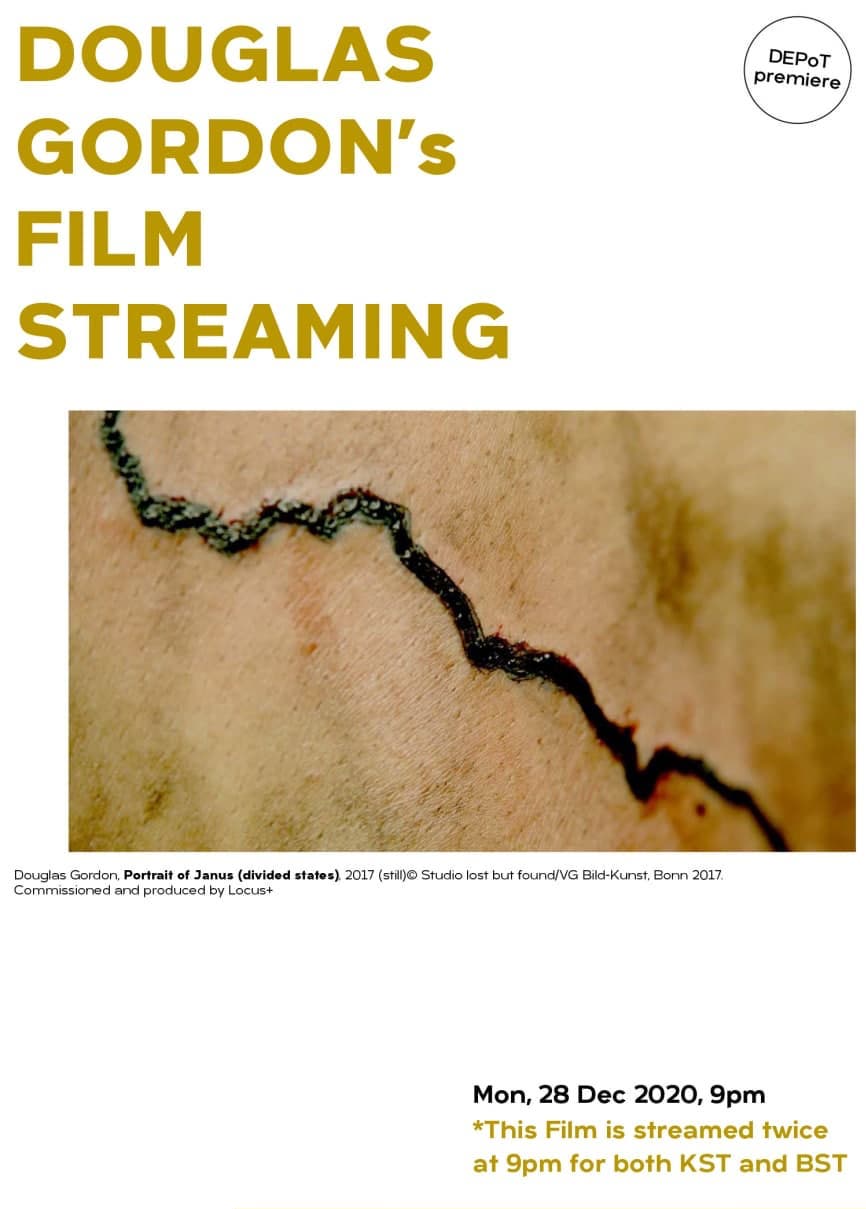 DOUGLAS
GORDON's
FILM
STREAMING
DEPoT
premiere
Douglas Gordon, Portrait of Janus (divided states), 2017 (still)© Studio lost but found/VG Bild-Kunst, Bonn 2017.
Commissioned and produced by Locus+
Mon, 28 Dec 2020, 9pm
*This Film is streamed twice
at 9pm for both KST and BST